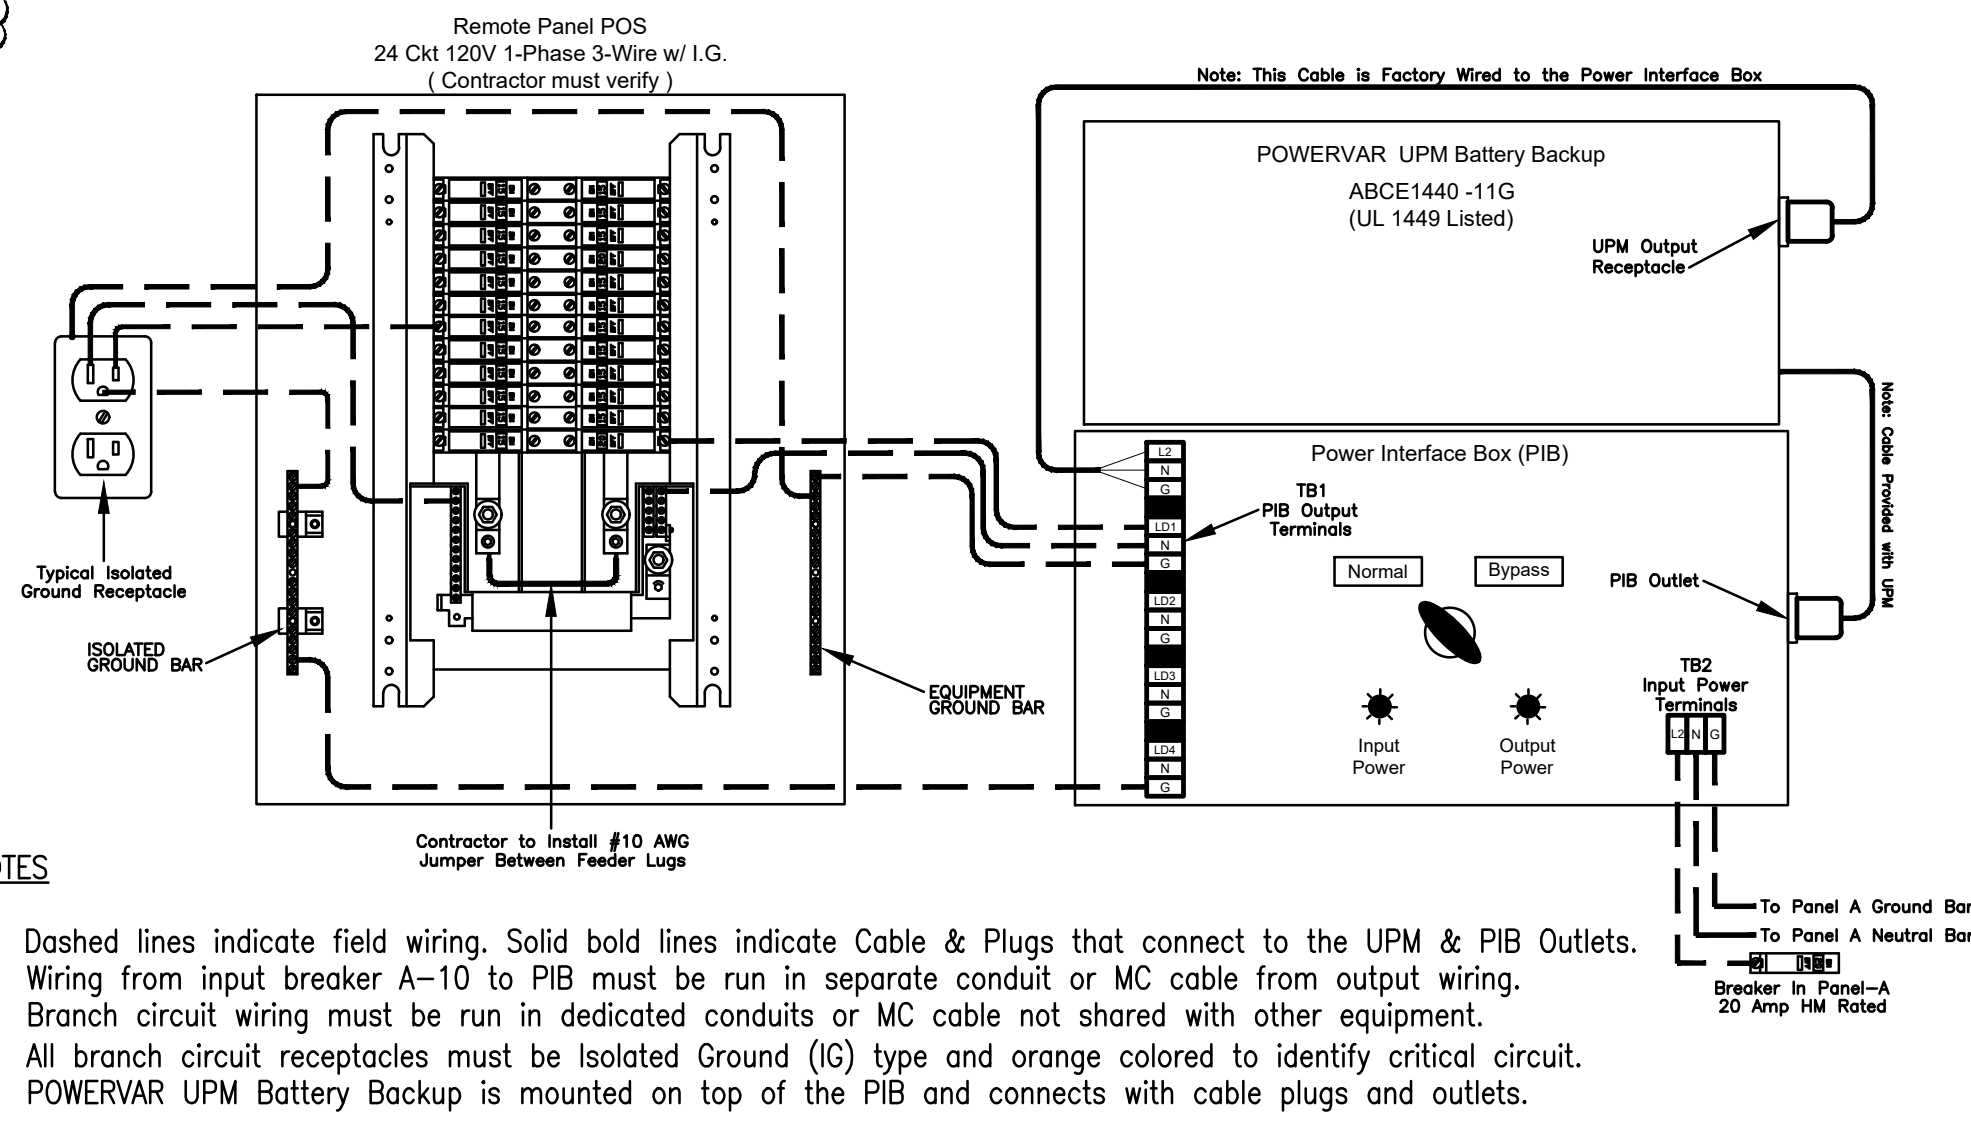 Remote Panel POS
24 Ckt 120V 1-Phase 3-Wire w/ I.G.
( Contractor must verify )
Note: This Cable is Factory Wired to the Power Interface Box
POWERVAR UPM Battery Backup
ABCE1440 -11G
(UL 1449 Listed)
UPM Output
Receptacle
Note: Cable Provided with UPM
Power Interface Box (PIB)
L2
N
G
TB1
PIB Output
Terminals
LD1
N
G
Normal
Bypass
PIB Outlet
LD2
N
G
LD3
N
G
LD4
N
G
TB2
Input Power
Terminals
L2 N G
Input
Power
Output
Power
Typical Isolated
Ground Receptacle
ISOLATED
GROUND BAR
EQUIPMENT
GROUND BAR
Contractor to Install #10 AWG
Jumper Between Feeder Lugs
To Panel A Ground Bar
To Panel A Neutral Bar
Breaker In Panel-A
20 Amp HM Rated
OTES
Dashed lines indicate field wiring. Solid bold lines indicate Cable & Plugs that connect to the UPM & PIB Outlets.
Wiring from input breaker A-10 to PIB must be run in separate conduit or MC cable from output wiring.
Branch circuit wiring must be run in dedicated conduits or MC cable not shared with other equipment.
All branch circuit receptacles must be Isolated Ground (IG) type and orange colored to identify critical circuit.
POWERVAR UPM Battery Backup is mounted on top of the PIB and connects with cable plugs and outlets.